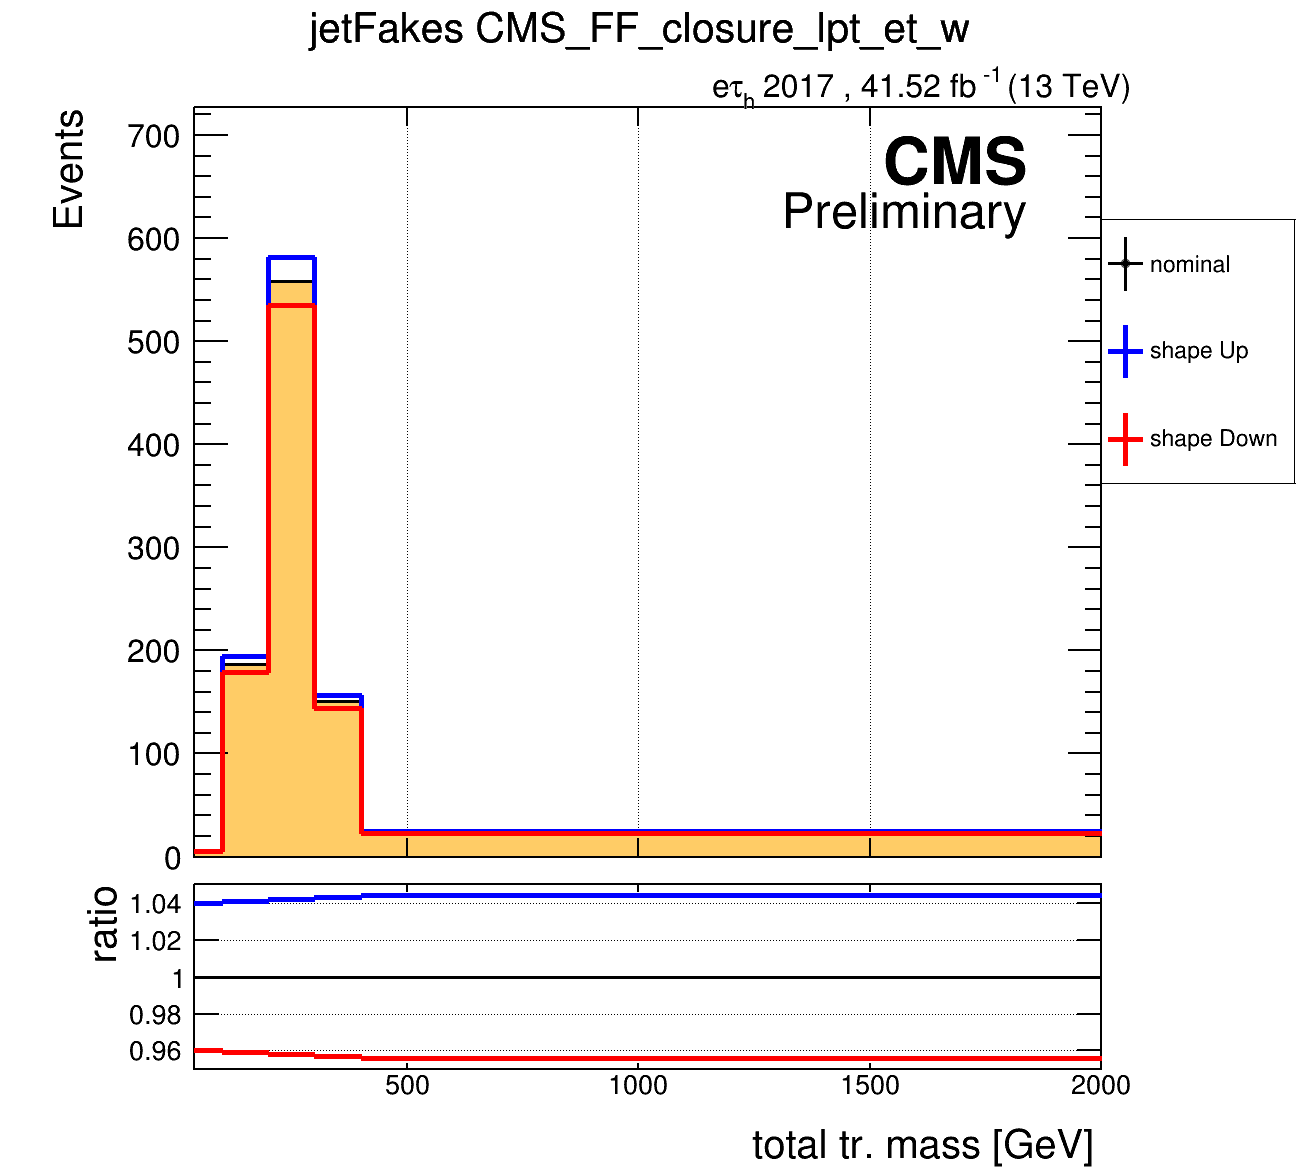 jetFakes CMS_FF_closure_lpt_et_w
eτh 2017 , 41.52 fb -1 (13 TeV)
Events
700
600
500
400
300
200
100
0
CMS
Preliminary
nominal
shape Up
shape Down
ratio
1.04
1.02
1
0.98
0.96
500 1000 1500 2000
total tr. mass [GeV]